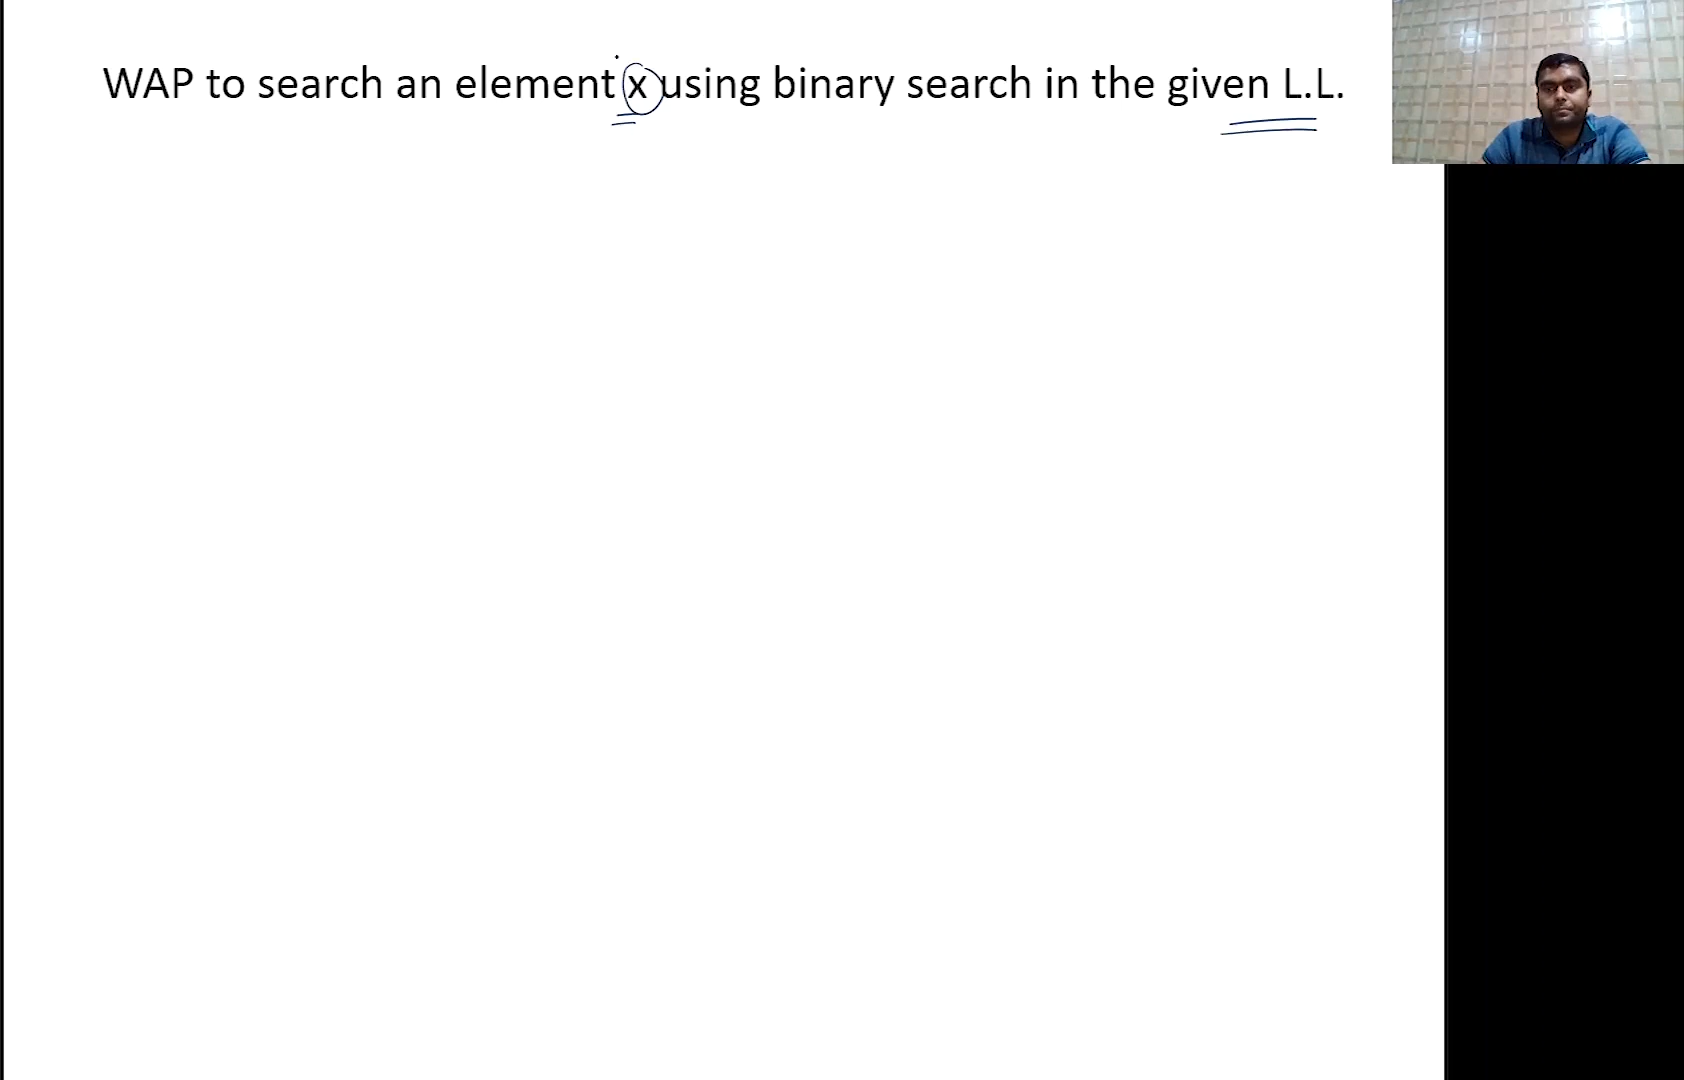 WAP to search an element x using binary search in the given L.L.